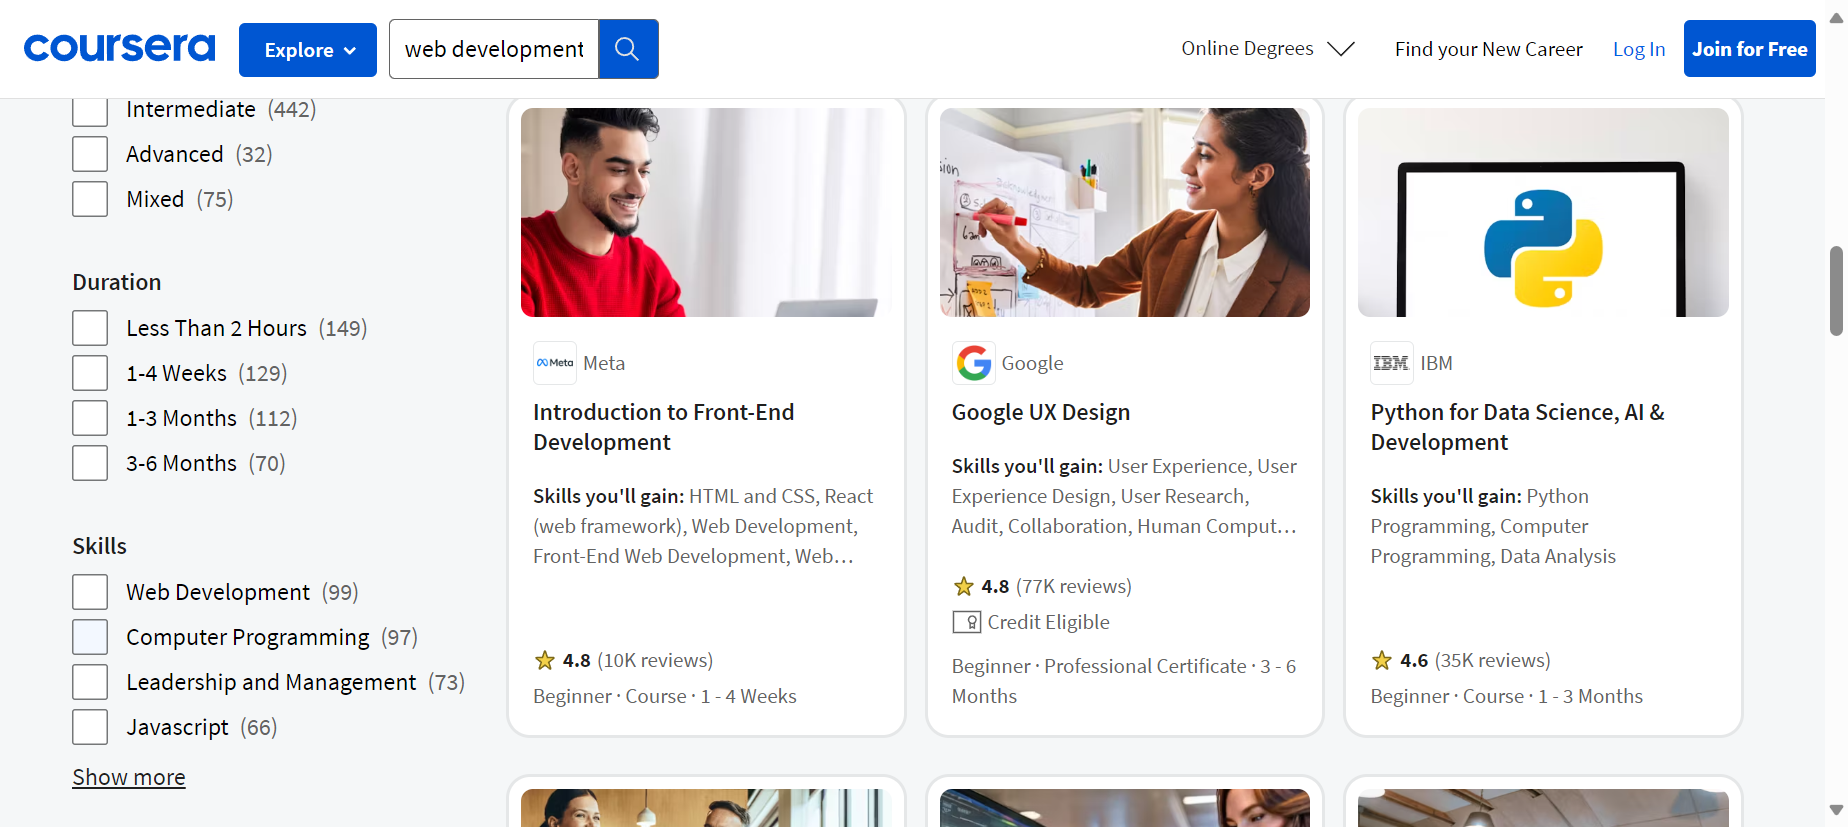 coursera
Explore
web development
Online Degrees
Find your New Career
Log In
Join for Free
Intermediate (442)
Advanced (32)
Mixed (75)
Duration
Less Than 2 Hours (149)
1-4 Weeks (129)
1-3 Months (112)
3-6 Months (70)
Skills
Web Development (99)
Computer Programming (97)
Leadership and Management (73)
Javascript (66)
Show more
Meta Meta
Introduction to Front-End
Development
Skills you'll gain: HTML and CSS, React
(web framework), Web Development,
Front-End Web Development, Web…
4.8 (10K reviews)
Beginner · Course · 1 - 4 Weeks
Google
Google UX Design
Skills you'll gain: User Experience, User
Experience Design, User Research,
Audit, Collaboration, Human Comput…
4.8 (77K reviews)
Credit Eligible
Beginner · Professional Certificate · 3 - 6
Months
IBM IBM
Python for Data Science, AI &
Development
Skills you'll gain: Python
Programming, Computer
Programming, Data Analysis
4.6 (35K reviews)
Beginner · Course · 1 - 3 Months